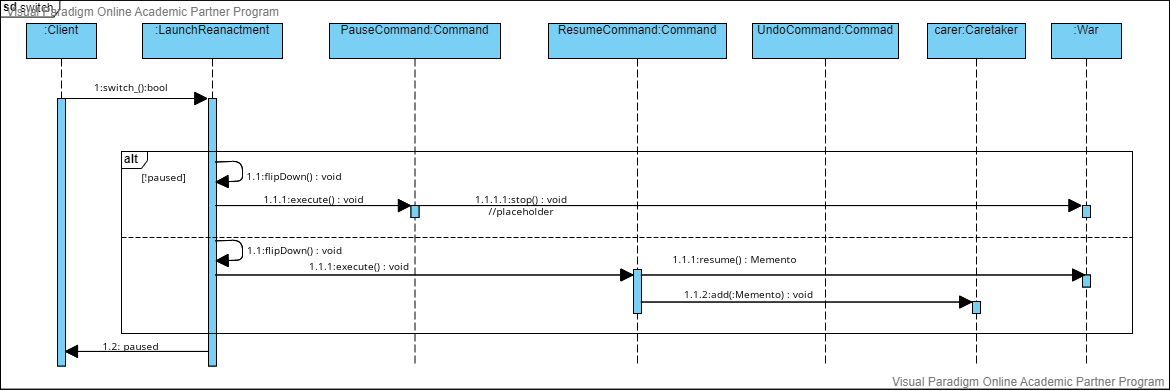 sd switch
Visual Paradigm Online Academic Partner Program
:Client
:LaunchReanactment
PauseCommand:Command
ResumeCommand:Command
UndoCommand:Commad
carer:Caretaker
:War
1:switch_():bool
alt
[!paused]
1.1:flipDown() : void
1.1.1:execute() : void
1.1.1.1:stop() : void
//placeholder
1.1:flipDown() : void
1.1.1:execute() : void
1.1.1:resume() : Memento
1.1.2:add(:Memento) : void
1.2: paused
Visual Paradigm Online Academic Partner Program